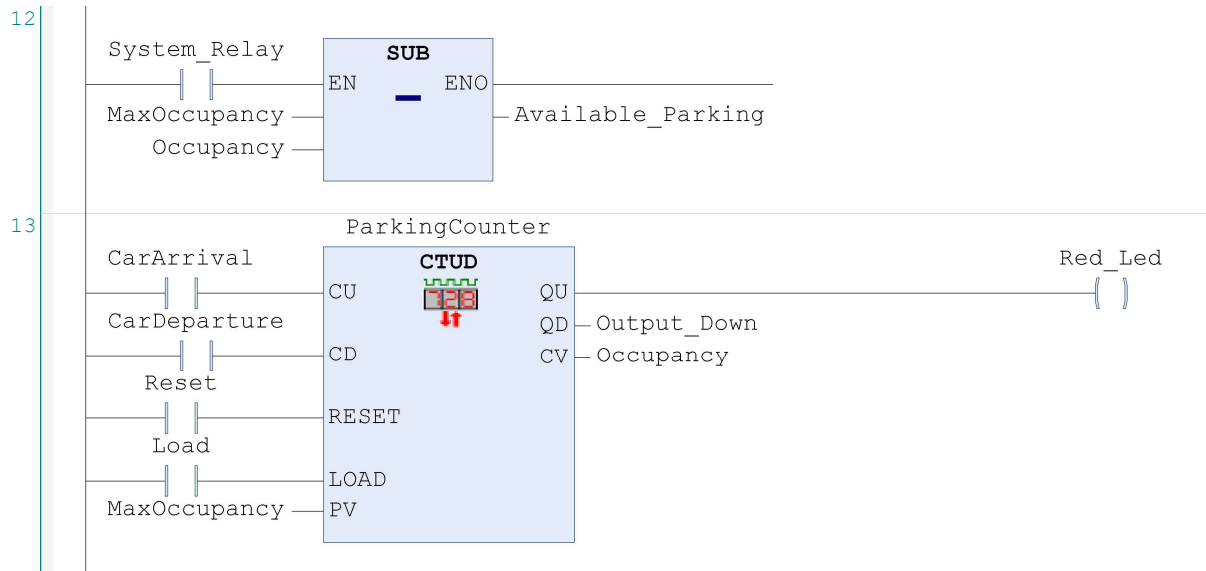 12
System_Relay
SUB
EN ENO
MaxOccupancy Available_Parking
Occupancy
13
ParkingCounter
CarArrival CTUD Red_Led
728
CU QU
CarDeparture QD Output_Down
CD CV Occupancy
Reset
RESET
Load
LOAD
MaxOccupancy PV